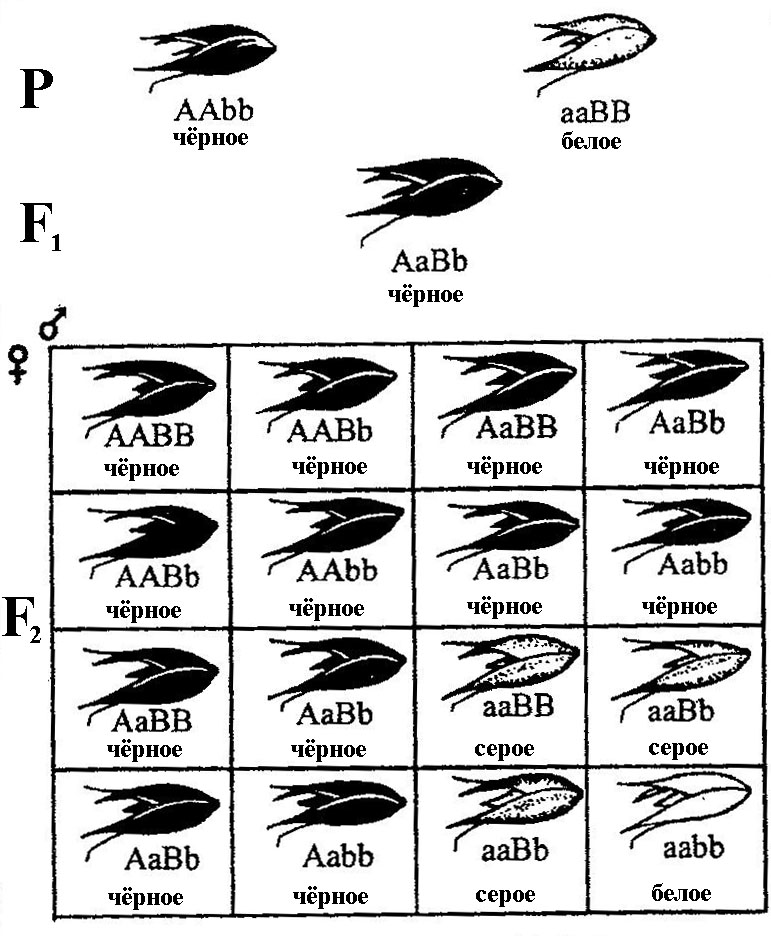 P
AAbb aaBB
чёрное белое
F1
AaBb
чёрное
♂
♀
AABB AABb AaBB AaBb
чёрное чёрное чёрное чёрное
F2
AABb AAbb AaBb Aabb
чёрное чёрное чёрное чёрное
AaBB AaBb aaBB aaBb
чёрное чёрное серое серое
AaBb Aabb aaBb aabb
чёрное чёрное серое белое